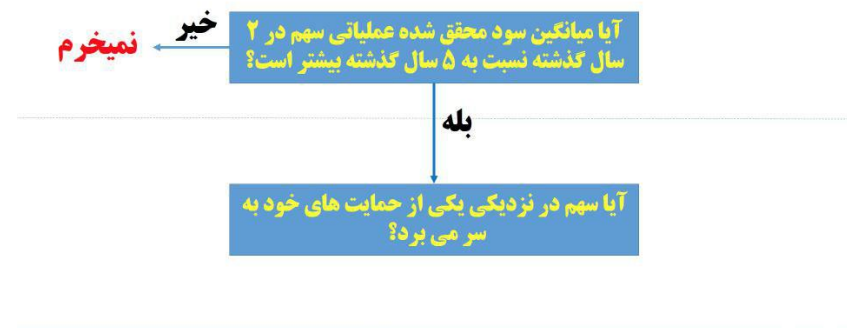 آیا میانگین سود محقق شده عملیاتی سهم در ۲
سال گذشته نسبت به ۵ سال گذشته بیشتر است؟
خیر
نمیخرم
بله
آیا سهم در نزدیکی یکی از حمایت های خود به
سر می برد؟